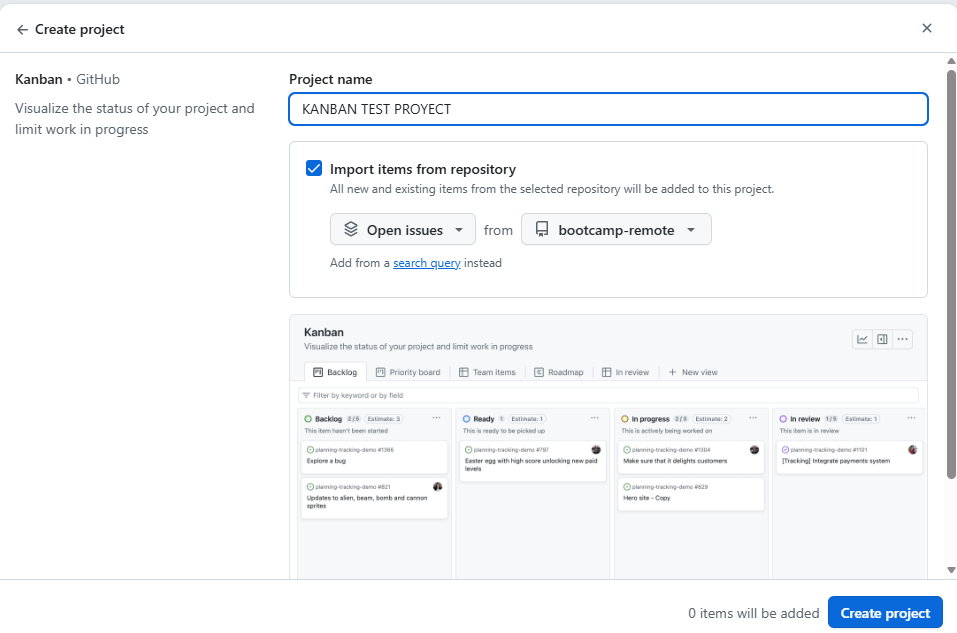 Create project
Kanban • GitHub
Visualize the status of your project and
limit work in progress
Project name
KANBAN TEST PROYECT
Import items from repository
All new and existing items from the selected repository will be added to this project.
Open issues from bootcamp-remote
Add from a search query instead
Kanban
Visualize the status of your project and limit work in progress
Backlog Priority board Team items Roadmap In review + New view
Filter by keyword or by field
Backlog 2/5 Estimate: 3
This item hasn't been started
planning-tracking-demo #1366
Explore a bug
planning-tracking-demo #821
Updates to alien, beam, bomb and cannon
sprites
Ready 1 Estimate: 1
This is ready to be picked up
planning-tracking-demo #797
Easter egg with high score unlocking new paid
levels
In progress 2/3 Estimate: 2
This is actively being worked on
planning-tracking-demo #1304
Make sure that it delights customers
planning-tracking-demo #829
Hero site - Copy
In review 1/5 Estimate: 1
This item is in review
planning-tracking-demo #1101
[Tracking] Integrate payments system
0 items will be added Create project